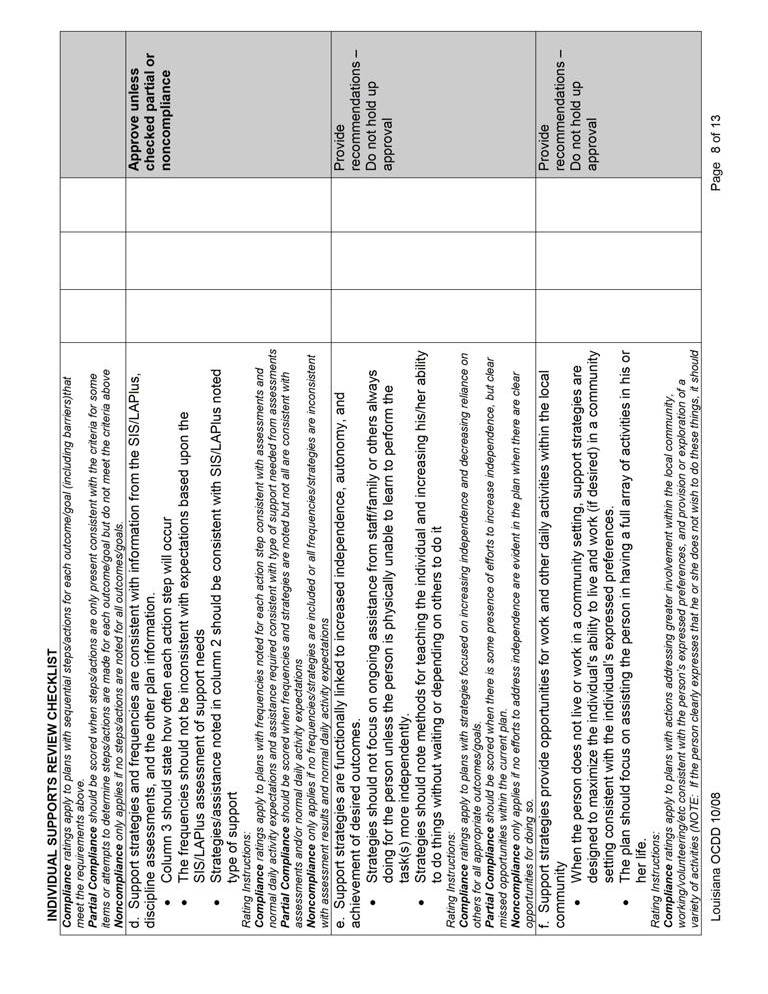 INDIVIDUAL SUPPORTS REVIEW CHECKLIST
Compliance ratings apply to plans with sequential steps/actions for each outcome/goal (including barriers)that
meet the requirements above.
Partial Compliance should be scored when steps/actions are only present consistent with the criteria for some
items or attempts to determine steps/actions are made for each outcome/goal but do not meet the criteria above
Noncompliance only applies if no steps/actions are noted for all outcomes/goals.
d. Support strategies and frequencies are consistent with information from the SIS/LAPlus,
discipline assessments, and the other plan information.
• Column 3 should state how often each action step will occur
• The frequencies should not be inconsistent with expectations based upon the
SIS/LAPlus assessment of support needs
• Strategies/assistance noted in column 2 should be consistent with SIS/LAPlus noted
type of support
Rating Instructions:
Compliance ratings apply to plans with frequencies noted for each action step consistent with assessments and
normal daily activity expectations and assistance required consistent with type of support needed from assessments
Partial Compliance should be scored when frequencies and strategies are noted but not all are consistent with
assessments and/or normal daily activity expectations
Noncompliance only applies if no frequencies/strategies are included or all frequencies/strategies are inconsistent
with assessment results and normal daily activity expectations
Approve unless
checked partial or
noncompliance
e. Support strategies are functionally linked to increased independence, autonomy, and
achievement of desired outcomes.
• Strategies should not focus on ongoing assistance from staff/family or others always
doing for the person unless the person is physically unable to learn to perform the
task(s) more independently.
• Strategies should note methods for teaching the individual and increasing his/her ability
to do things without waiting or depending on others to do it
Rating Instructions:
Compliance ratings apply to plans with strategies focused on increasing independence and decreasing reliance on
others for all appropriate outcomes/goals.
Partial Compliance should be scored when there is some presence of efforts to increase independence, but clear
missed opportunities within the current plan.
Noncompliance only applies if no efforts to address independence are evident in the plan when there are clear
opportunities for doing so.
Provide
recommendations –
Do not hold up
approval
f. Support strategies provide opportunities for work and other daily activities within the local
community
• When the person does not live or work in a community setting, support strategies are
designed to maximize the individual's ability to live and work (if desired) in a community
setting consistent with the individual's expressed preferences.
• The plan should focus on assisting the person in having a full array of activities in his or
her life.
Rating Instructions:
Compliance ratings apply to plans with actions addressing greater involvement within the local community,
working/volunteering/etc consistent with the person's expressed preferences, and provision or exploration of a
variety of activities (NOTE: If the person clearly expresses that he or she does not wish to do these things, it should
Provide
recommendations –
Do not hold up
approval
Louisiana OCDD 10/08
Page 8 of 13